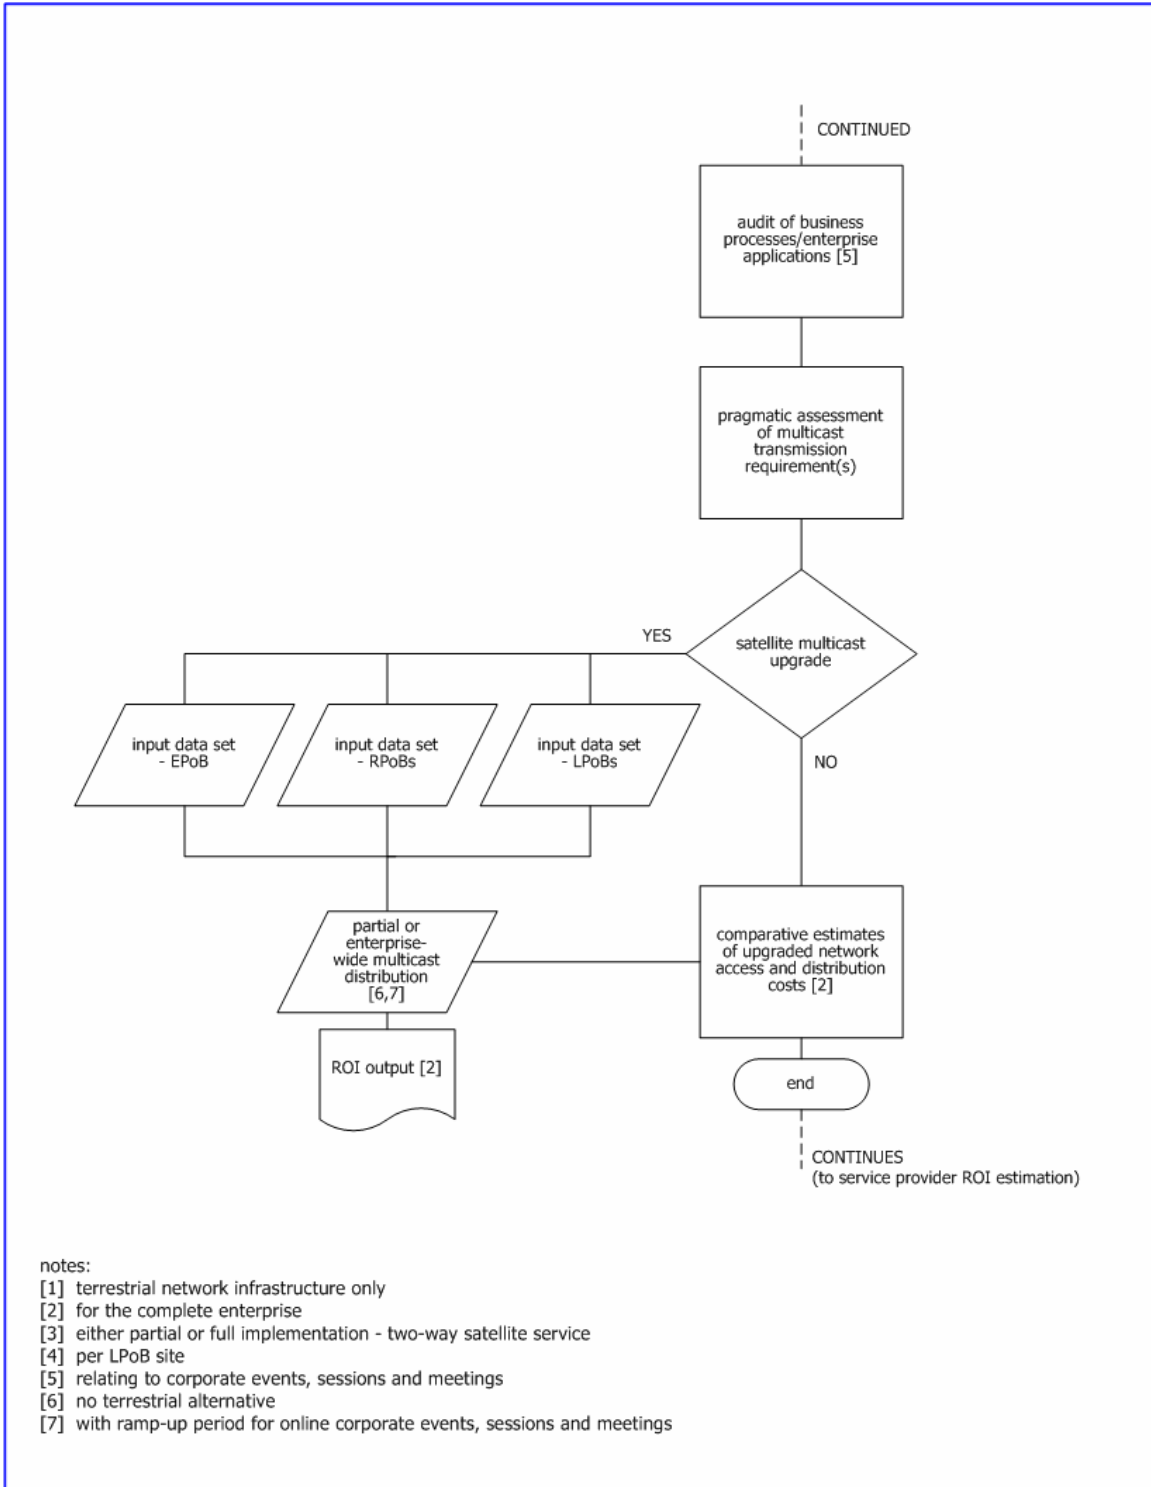 CONTINUED
audit of business
processes/enterprise
applications [5]
pragmatic assessment
of multicast
transmission
requirement(s)
satellite multicast
upgrade
YES
NO
input data set
- EPoB
input data set
- RPoBs
input data set
- LPoBs
partial or
enterprise-
wide multicast
distribution
[6,7]
comparative estimates
of upgraded network
access and distribution
costs [2]
ROI output [2]
end
CONTINUES
(to service provider ROI estimation)
notes:
[1] terrestrial network infrastructure only
[2] for the complete enterprise
[3] either partial or full implementation - two-way satellite service
[4] per LPoB site
[5] relating to corporate events, sessions and meetings
[6] no terrestrial alternative
[7] with ramp-up period for online corporate events, sessions and meetings